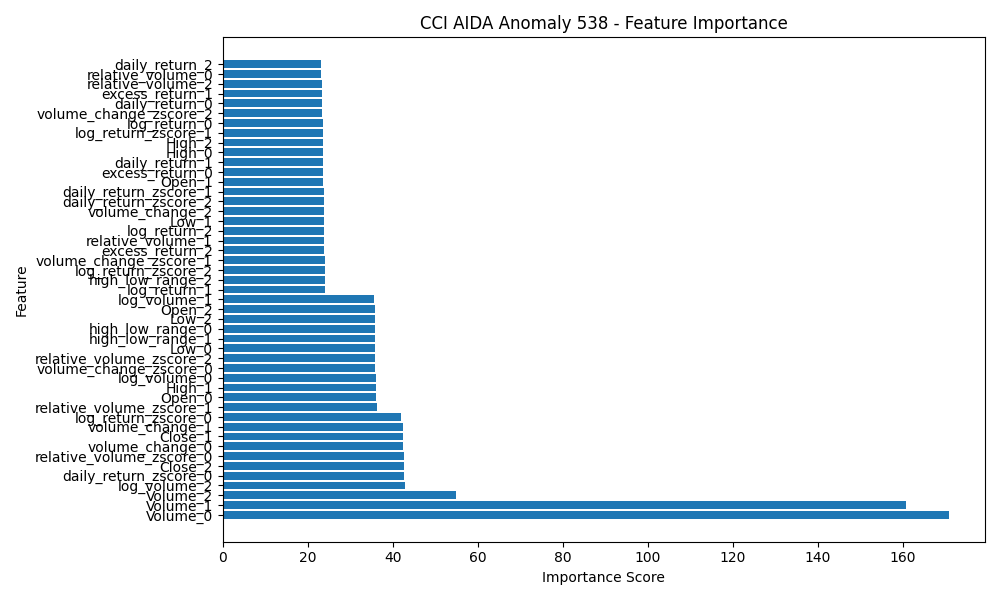 CCI AIDA Anomaly 538 - Feature Importance
daily_return_2
relative_volume_0
relative_volume_2
excess_return_1
daily_return_0
volume_change_zscore_2
log_return_0
log_return_zscore_1
High_2
High_0
daily_return_1
excess_return_0
Open_1
daily_return_zscore_1
daily_return_zscore_2
volume_change_2
Low_1
log_return_2
relative_volume_1
excess_return_2
volume_change_zscore_1
log_return_zscore_2
high_low_range_2
log_return_1
log_volume_1
Open_2
Low_2
high_low_range_0
high_low_range_1
Low_0
relative_volume_zscore_2
volume_change_zscore_0
log_volume_0
High_1
Open_0
relative_volume_zscore_1
log_return_zscore_0
volume_change_1
Close_1
volume_change_0
relative_volume_zscore_0
Close_2
daily_return_zscore_0
log_volume_2
Volume_2
Volume_1
Volume_0
Feature
0 20 40 60 80 100 120 140 160
Importance Score